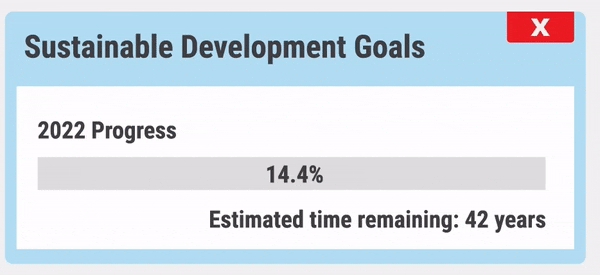 X
Sustainable Development Goals
2022 Progress
14.4%
Estimated time remaining: 42 years